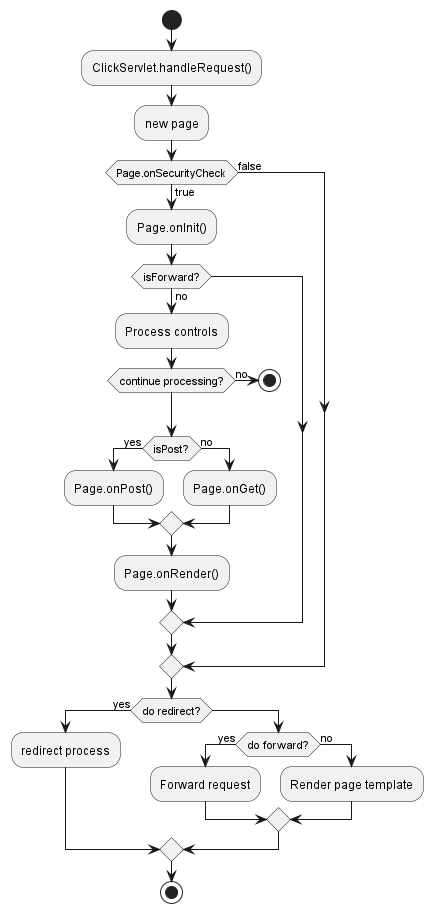 ClickServlet.handleRequest()
new page
Page.onSecurityCheck
false
true
Page.onInit()
isForward?
no
Process controls
continue processing?
no
yes
isPost?
no
Page.onPost()
Page.onGet()
Page.onRender()
yes
do redirect?
redirect process
yes
do forward?
no
Forward request
Render page template